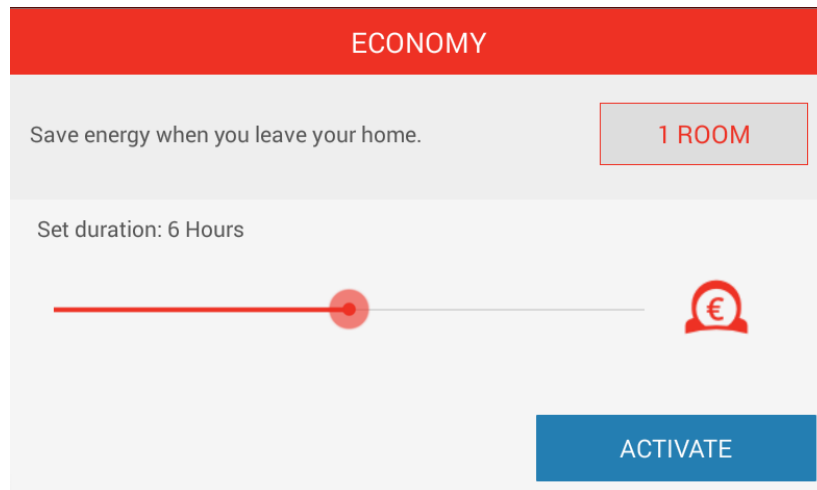 ECONOMY
Save energy when you leave your home.
1 ROOM
Set duration: 6 Hours
€
ACTIVATE